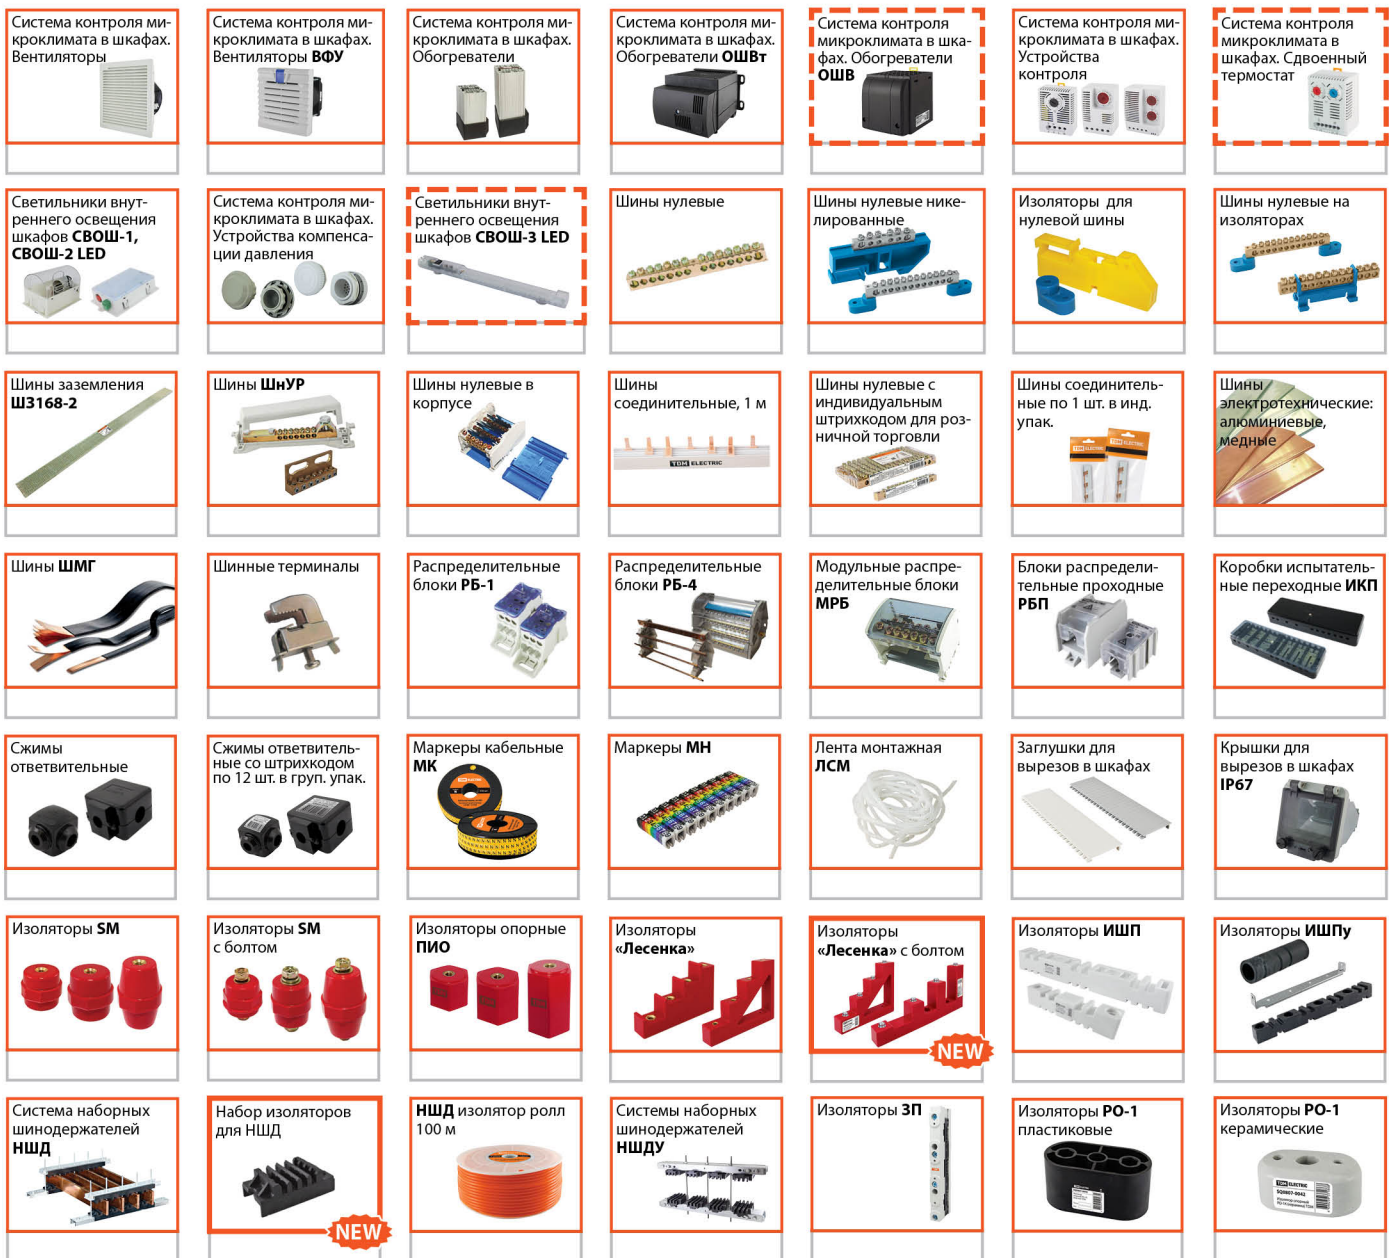 Система контроля ми-
кроклимата в шкафах.
Вентиляторы
Система контроля ми-
кроклимата в шкафах.
Вентиляторы ВФУ
Система контроля ми-
кроклимата в шкафах.
Обогреватели
Система контроля ми-
кроклимата в шкафах.
Обогреватели ОШВт
Система контроля
микроклимата в шка-
фах. Обогреватели
ОШВ
Система контроля ми-
кроклимата в шкафах.
Устройства
контроля
Система контроля
микроклимата в
шкафах. Сдвоенный
термостат
Светильники внут-
реннего освещения
шкафов СВОШ-1,
СВОШ-2 LED
Система контроля ми-
кроклимата в шкафах.
Устройства компенса-
ции давления
Светильники внут-
реннего освещения
шкафов СВОШ-3 LED
Шины нулевые
Шины нулевые нике-
лированные
Изоляторы для
нулевой шины
Шины нулевые на
изоляторах
Шины заземления
ШЗ168-2
Шины ШнУР
Шины нулевые в
корпусе
Шины
соединительные, 1 м
TDM ELECTRIC
Шины нулевые с
индивидуальным
штрихкодом для роз-
ничной торговли
Шины соединитель-
ные по 1 шт. в инд.
упак.
TDM ELECTRIC
TDM ELECTRIC
Шины
электротехнические:
алюминиевые,
медные
Шины ШМГ
Шинные терминалы
Распределительные
блоки РБ-1
Распределительные
блоки РБ-4
Модульные распре-
делительные блоки
МРБ
Блоки распредели-
тельные проходные
РБП
Коробки испытатель-
ные переходные ИКП
Сжимы
ответвительные
Сжимы ответвитель-
ные со штрихкодом
по 12 шт. в груп. упак.
Маркеры кабельные
МК
Маркеры МН
Лента монтажная
ЛСМ
Заглушки для
вырезов в шкафах
Крышки для
вырезов в шкафах
IP67
Изоляторы SM
Изоляторы SM
с болтом
Изоляторы опорные
ПИО
Изоляторы
«Лесенка»
Изоляторы
«Лесенка» с болтом
NEW
Изоляторы ИШП
Изоляторы ИШПу
Система наборных
шинодержателей
НШД
Набор изоляторов
для НШД
NEW
НШД изолятор ролл
100 м
Системы наборных
шинодержателей
НШДУ
Изоляторы ЗП
Изоляторы РО-1
пластиковые
Изоляторы РО-1
керамические
TDM ELECTRIC
SQ0807-0042